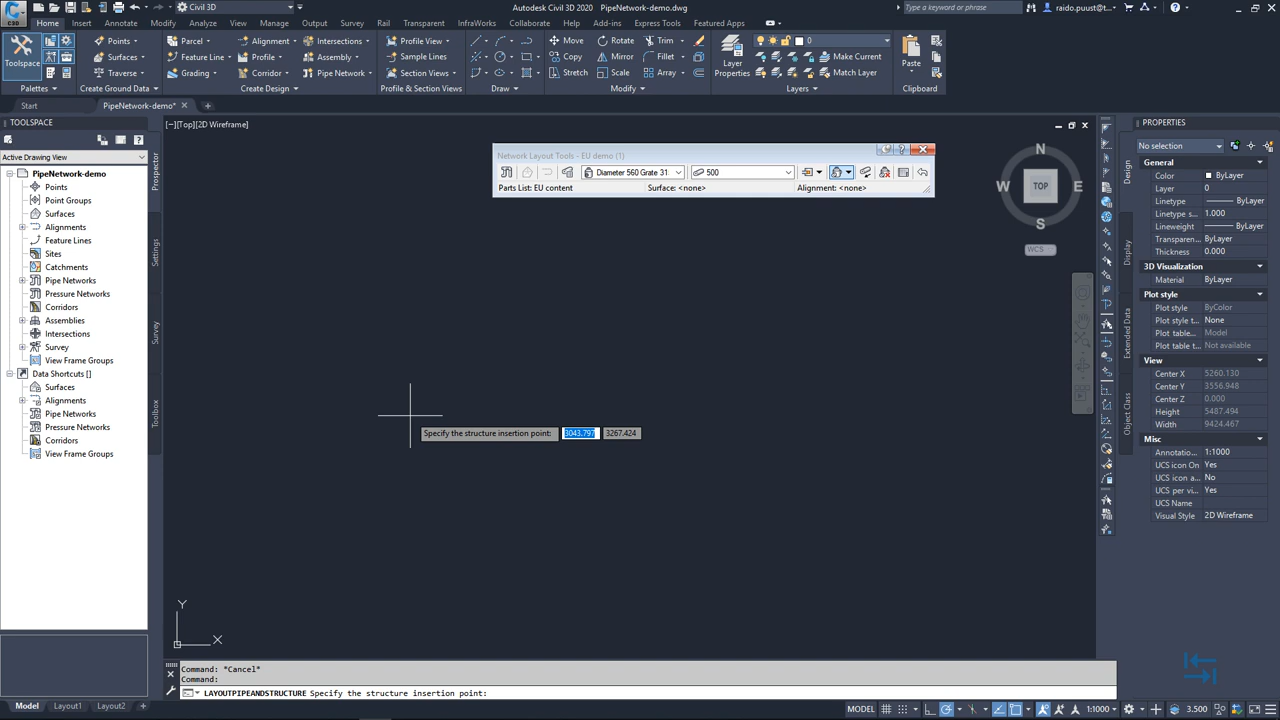 Civil 3D
Autodesk Civil 3D 2020 PipeNetwork-demo.dwg
Type a keyword or phrase
raido.puust@...
C3D
Home Insert Annotate Modify Analyze View Manage Output Survey Rail Transparent InfraWorks Collaborate Help Add-ins Express Tools Featured Apps
Toolspace
Palettes
Points
Surfaces
Traverse
Create Ground Data
Parcel
Feature Line
Grading
Alignment
Profile
Corridor
Intersections
Assembly
Pipe Network
Create Design
Profile View
Sample Lines
Section Views
Profile & Section Views
Draw
Move
Copy
Stretch
Rotate
Mirror
Scale
Trim
Fillet
Array
Modify
Layer
Properties
0
Make Current
Match Layer
Layers
Paste
Clipboard
Start
PipeNetwork-demo*
TOOLSPACE
Active Drawing View
PipeNetwork-demo
Points
Point Groups
Surfaces
Alignments
Feature Lines
Sites
Catchments
Pipe Networks
Pressure Networks
Corridors
Assemblies
Intersections
Survey
View Frame Groups
Data Shortcuts []
Surfaces
Alignments
Pipe Networks
Pressure Networks
Corridors
View Frame Groups
Prospector
Settings
Survey
Toolbox
[−][Top][2D Wireframe]
Network Layout Tools - EU demo (1)
Diameter 560 Grate 31
500
Parts List: EU content
Surface: <none>
Alignment: <none>
N
W
TOP
E
S
WCS
Specify the structure insertion point:
3043.797
3267.424
Y
X
PROPERTIES
No selection
General
Color ByLayer
Layer 0
Linetype ByLayer
Linetype s... 1.000
Lineweight ByLayer
Transparen... ByLayer
Thickness 0.000
3D Visualization
Material ByLayer
Plot style
Plot style ByColor
Plot style t... None
Plot table... Model
Plot table t... Not available
View
Center X 5260.130
Center Y 3556.948
Center Z 0.000
Height 5487.494
Width 9424.467
Misc
Annotatio... 1:1000
UCS icon On Yes
UCS icon a... No
UCS per vi... Yes
UCS Name
Visual Style 2D Wireframe
Design
Display
Extended Data
Object Class
Command: *Cancel*
Command:
LAYOUTPIPEANDSTRUCTURE Specify the structure insertion point:
Model
Layout1
Layout2
MODEL
1:1000
3.500